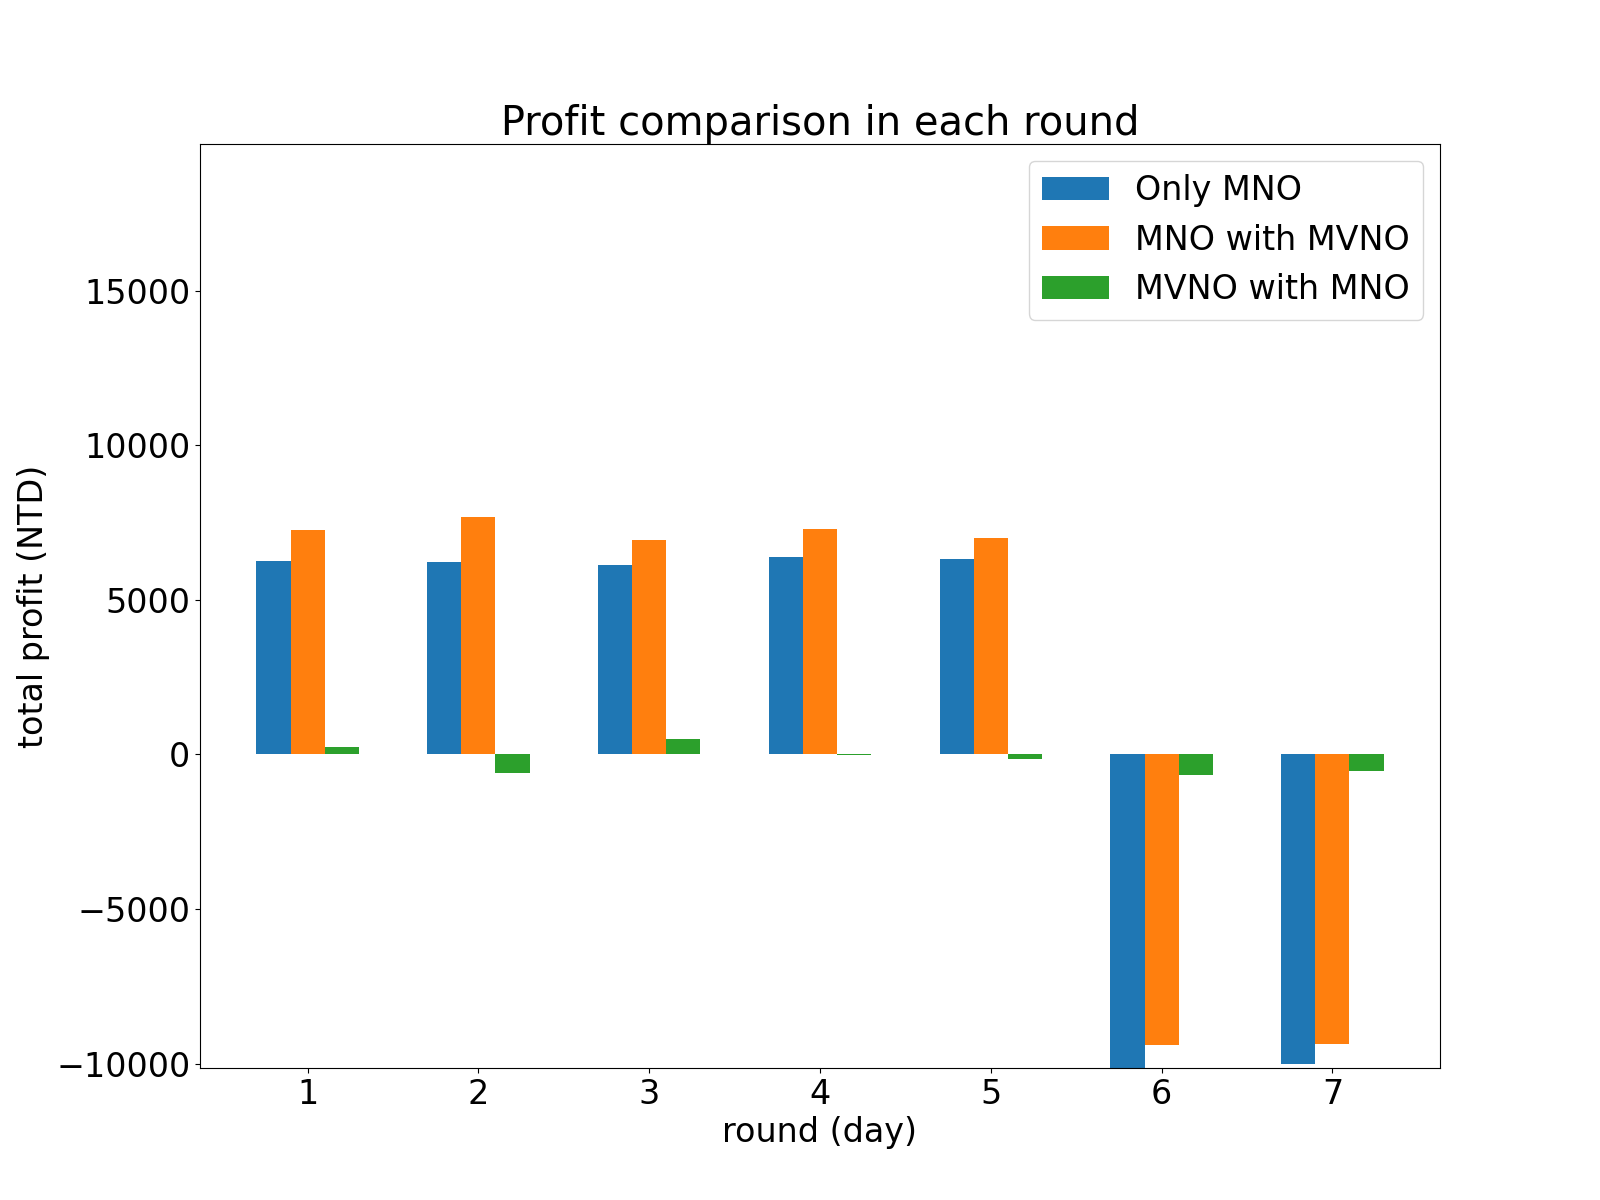 Profit comparison in each round
Only MNO
MNO with MVNO
MVNO with MNO
15000
10000
5000
0
−5000
−10000
total profit (NTD)
1 2 3 4 5 6 7
round (day)